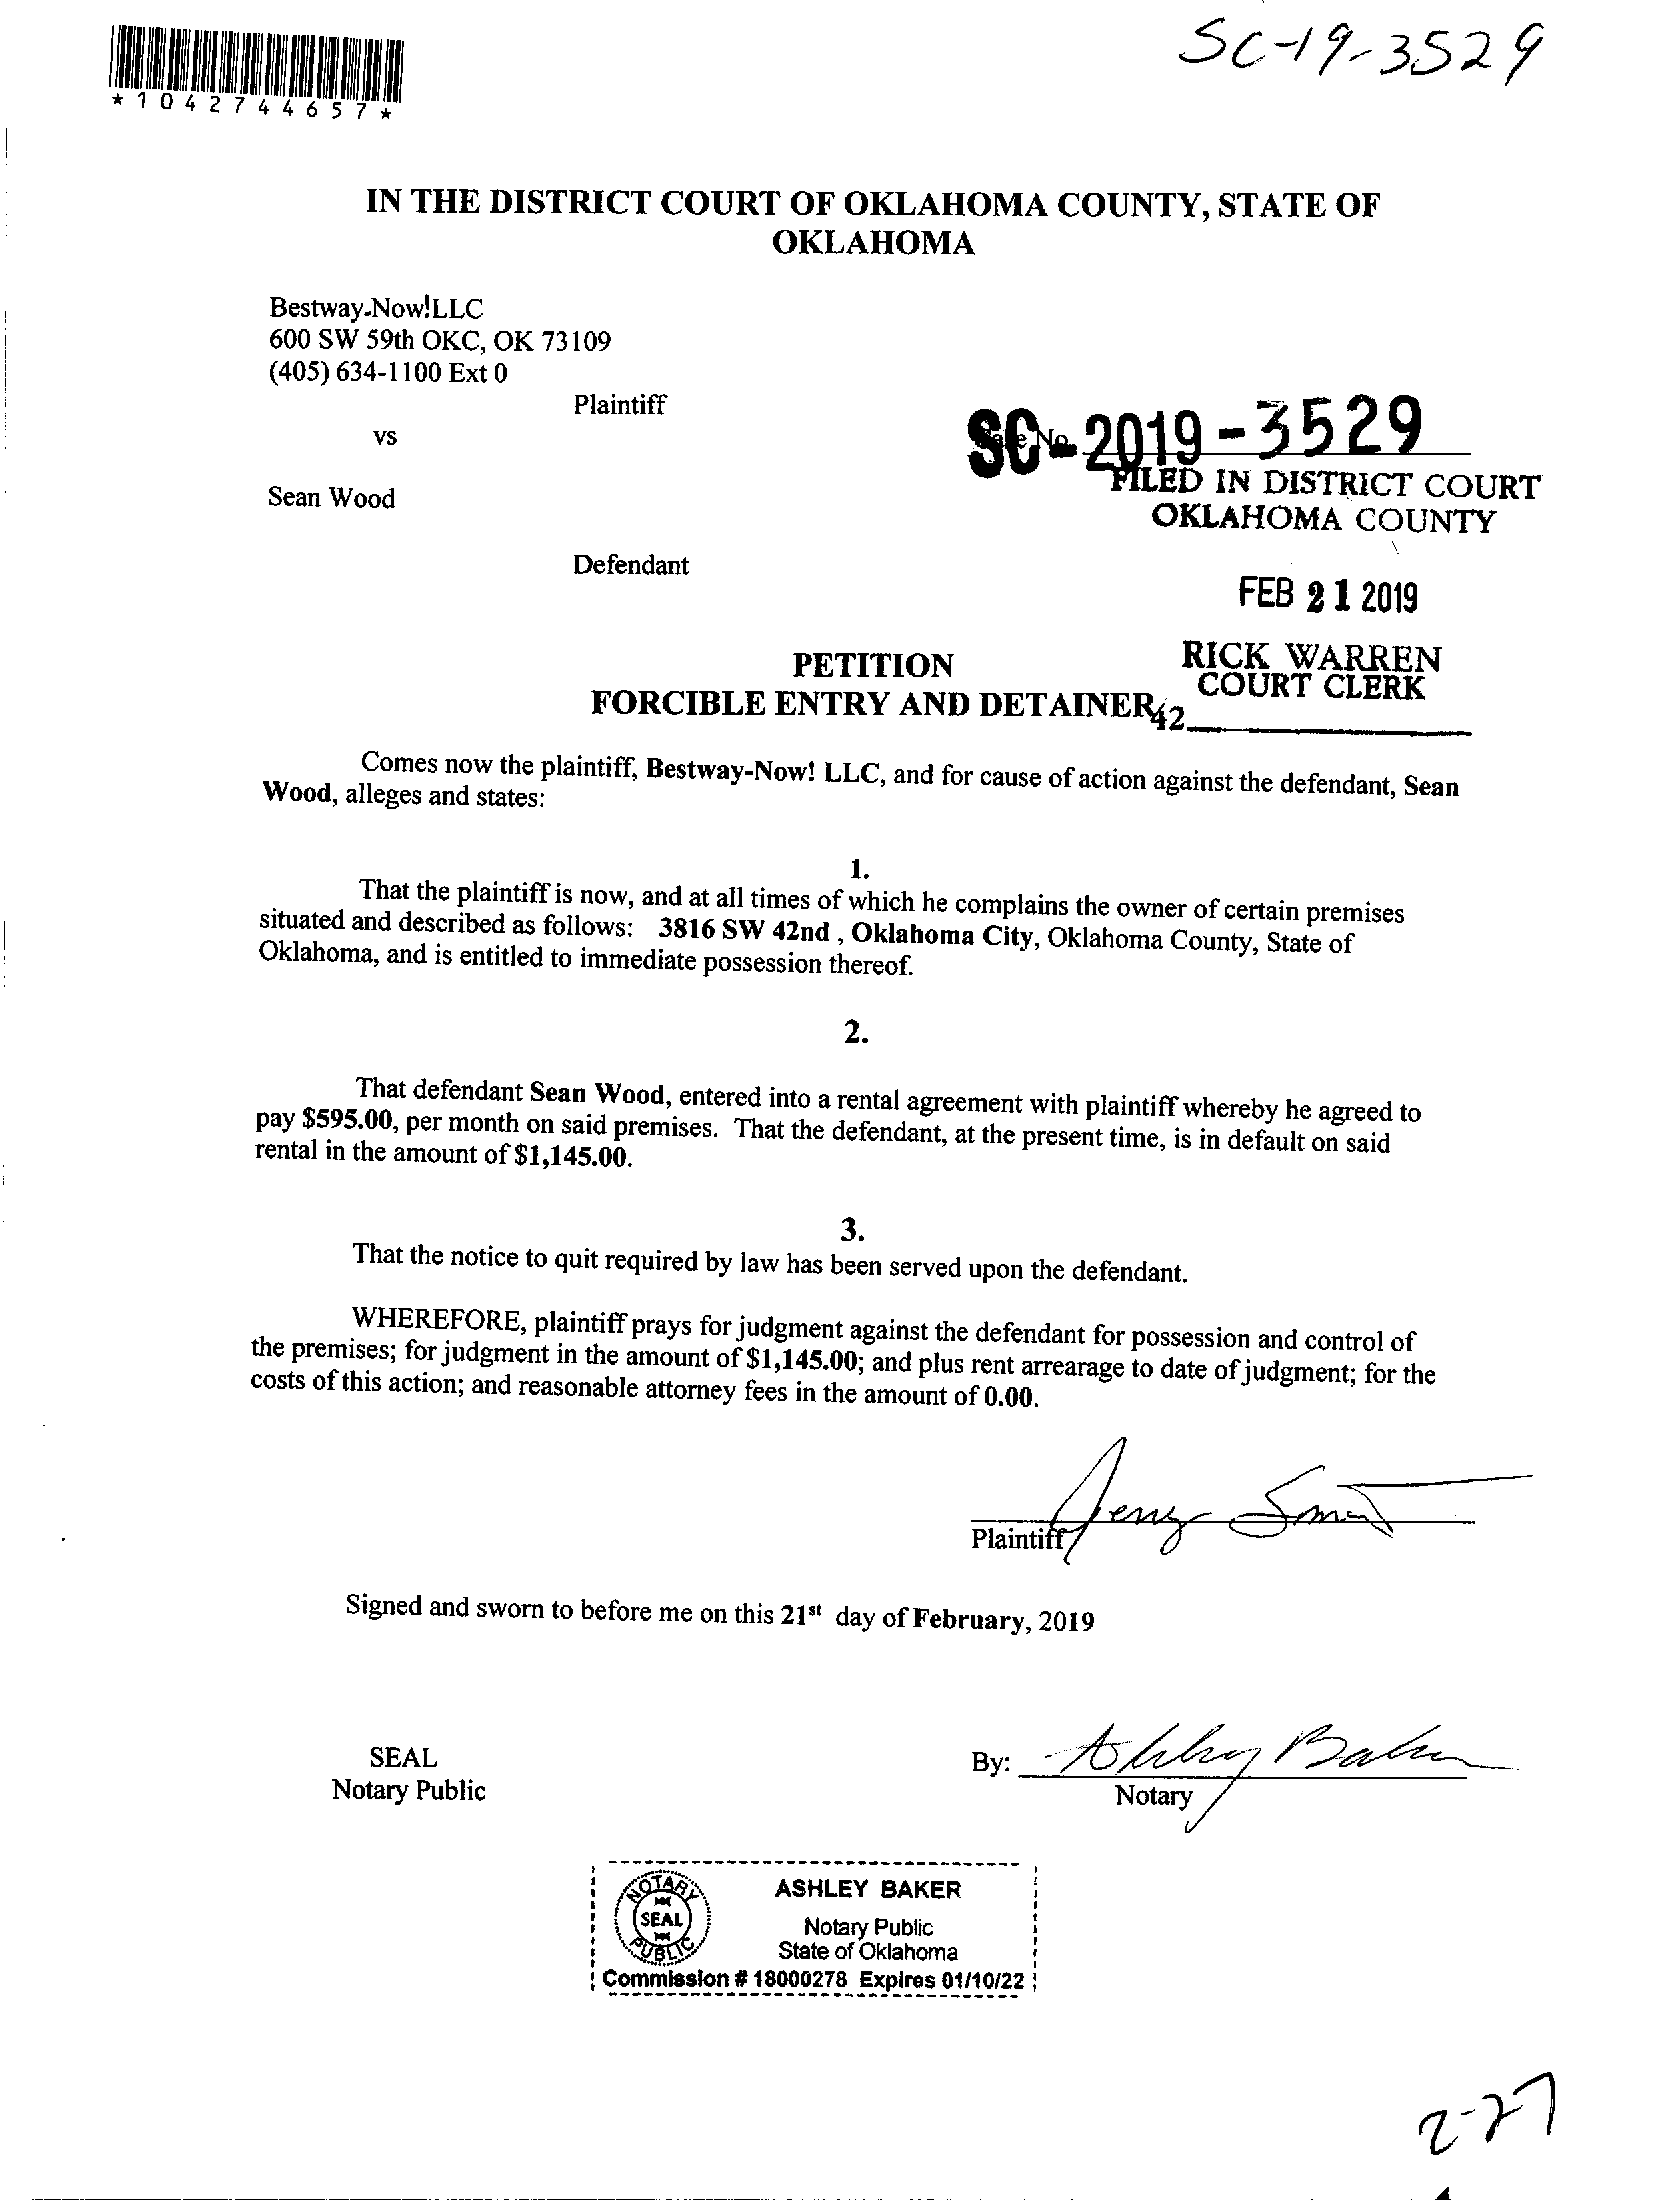 SC-19-3529
*1042744657*
IN THE DISTRICT COURT OF OKLAHOMA COUNTY, STATE OF
OKLAHOMA
Bestway-Now!LLC
600 SW 59th OKC, OK 73109
(405) 634-1100 Ext 0
Plaintiff
vs
SC-2019-3529
FILED IN DISTRICT COURT
Sean Wood
OKLAHOMA COUNTY
Defendant
FEB 21 2019
PETITION
RICK WARREN
COURT CLERK
FORCIBLE ENTRY AND DETAINER
42
Comes now the plaintiff, Bestway-Now! LLC, and for cause of action against the defendant, Sean
Wood, alleges and states:
1.
That the plaintiff is now, and at all times of which he complains the owner of certain premises
situated and described as follows: 3816 SW 42nd , Oklahoma City, Oklahoma County, State of
Oklahoma, and is entitled to immediate possession thereof.
2.
That defendant Sean Wood, entered into a rental agreement with plaintiff whereby he agreed to
pay $595.00, per month on said premises. That the defendant, at the present time, is in default on said
rental in the amount of $1,145.00.
3.
That the notice to quit required by law has been served upon the defendant.
WHEREFORE, plaintiff prays for judgment against the defendant for possession and control of
the premises; for judgment in the amount of $1,145.00; and plus rent arrearage to date of judgment; for the
costs of this action; and reasonable attorney fees in the amount of 0.00.
Plaintiff
Signed and sworn to before me on this 21st day of February, 2019
SEAL
Notary Public
By: Ashley Baker
Notary
NOTARY
SEAL
PUBLIC
ASHLEY BAKER
Notary Public
State of Oklahoma
Commission # 18000278 Expires 01/10/22
2-27